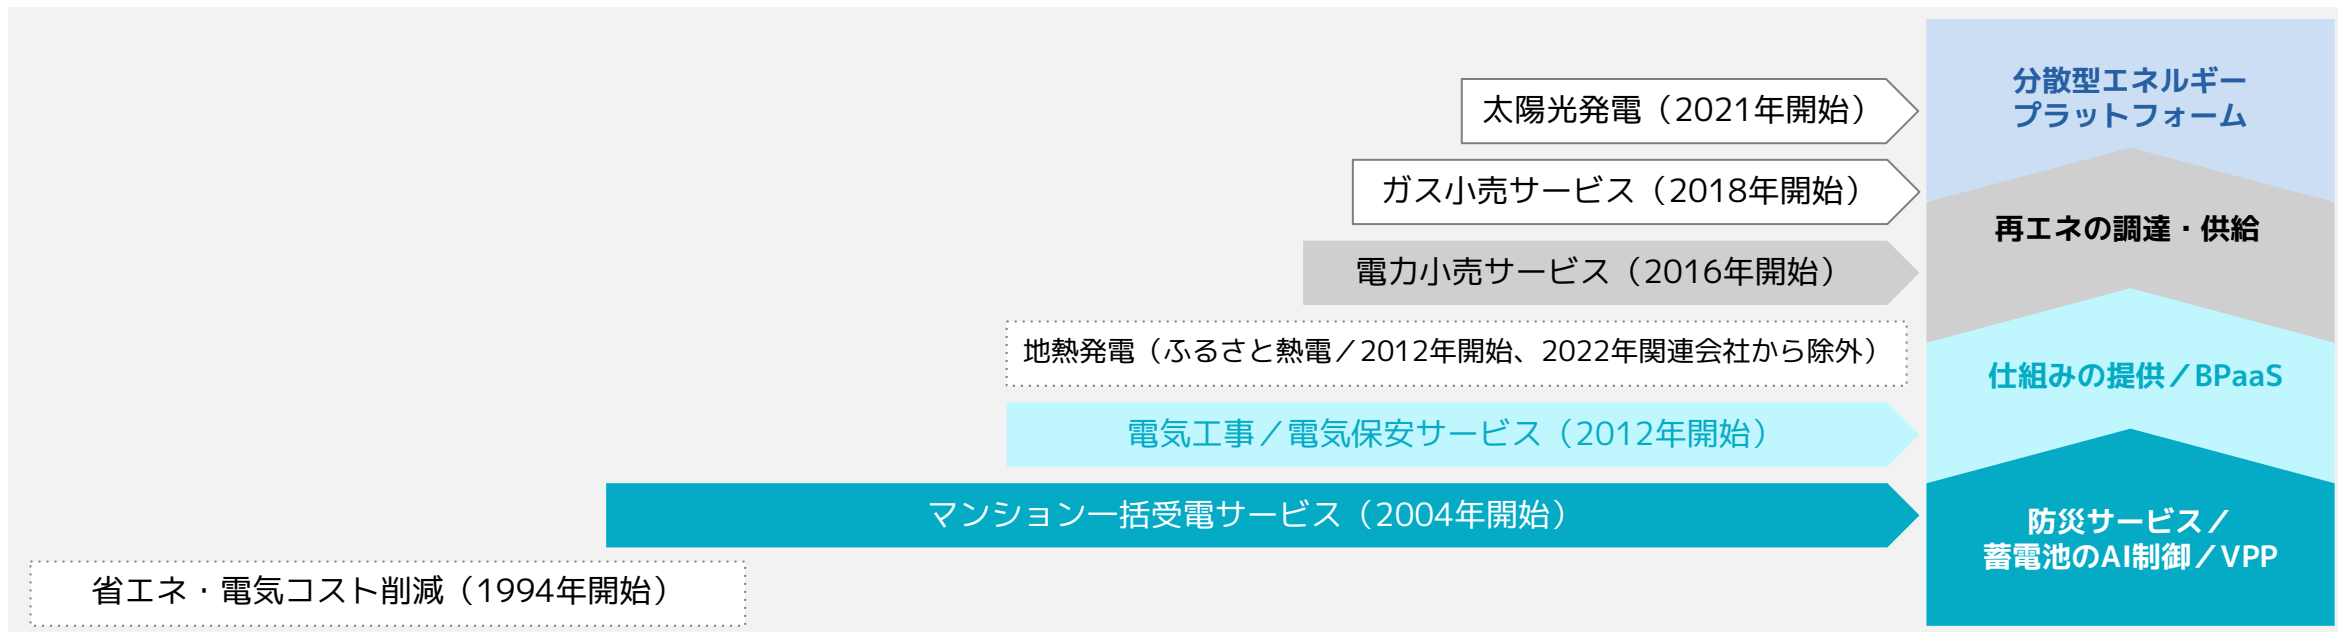 太陽光発電（2021年開始）
ガス小売サービス（2018年開始）
電力小売サービス（2016年開始）
地熱発電（ふるさと熱電／2012年開始、2022年関連会社から除外）
電気工事／電気保安サービス（2012年開始）
マンション一括受電サービス（2004年開始）
省エネ・電気コスト削減（1994年開始）
分散型エネルギー
プラットフォーム
再エネの調達・供給
仕組みの提供／BPaaS
防災サービス／
蓄電池のAI制御／VPP